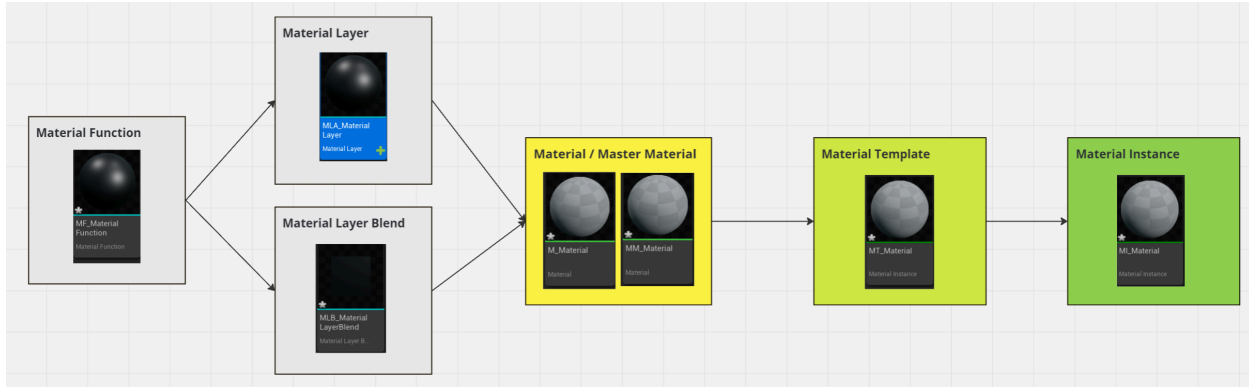 Material Function
MF_Material
Function
Material Function
Material Layer
MLA_Material
Layer
Material Layer
Material Layer Blend
MLB_Material
LayerBlend
Material Layer B..
Material / Master Material
M_Material
Material
MM_Material
Material
Material Template
MT_Material
Material Instance
Material Instance
MI_Material
Material Instance